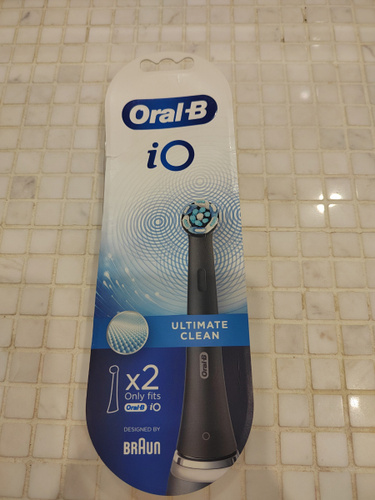 Oral-B
iO
ULTIMATE
CLEAN
Oral-B
x2
Only fits
Oral-B iO
DESIGNED BY
BRAUN